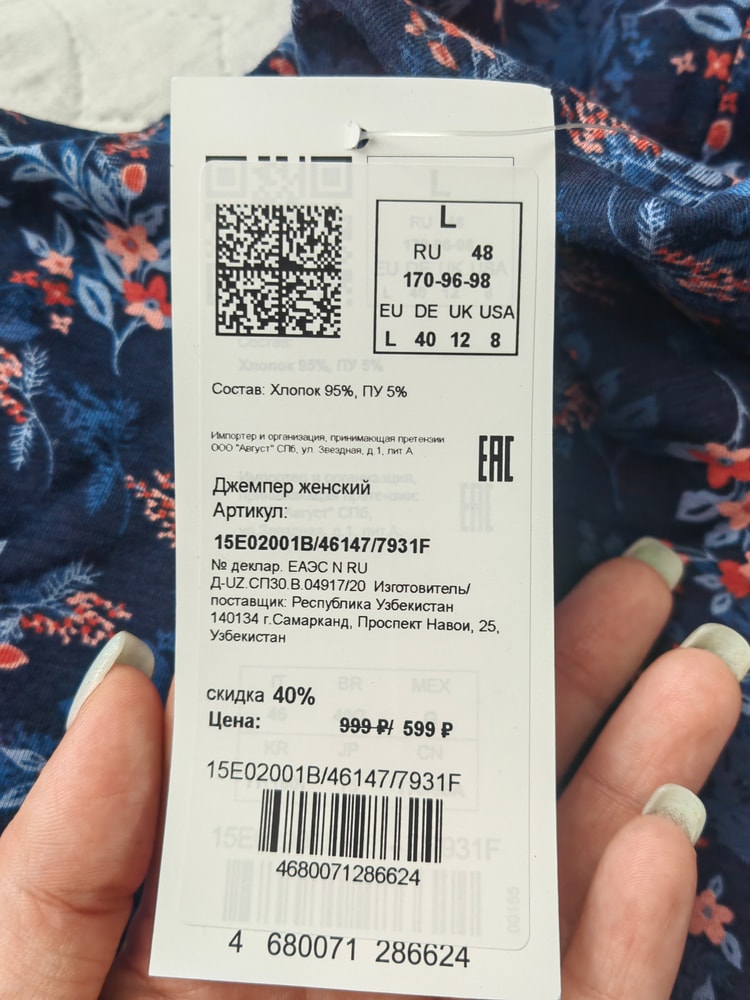 L
RU 48
170-96-98
EU DE UK USA
L 40 12 8
Состав: Хлопок 95%, ПУ 5%
Импортер и организация, принимающая претензии
ООО "Август" СПб, ул. Звездная, д.1, лит А
EAC
Джемпер женский
Артикул:
15E02001B/46147/7931F
№ деклар. ЕАЭС N RU
Д-UZ.СП30.В.04917/20 Изготовитель/
поставщик: Республика Узбекистан
140134 г.Самарканд, Проспект Навои, 25,
Узбекистан
скидка 40%
Цена: 999 ₽/ 599 ₽
15E02001B/46147/7931F
4680071286624
4 680071 286624